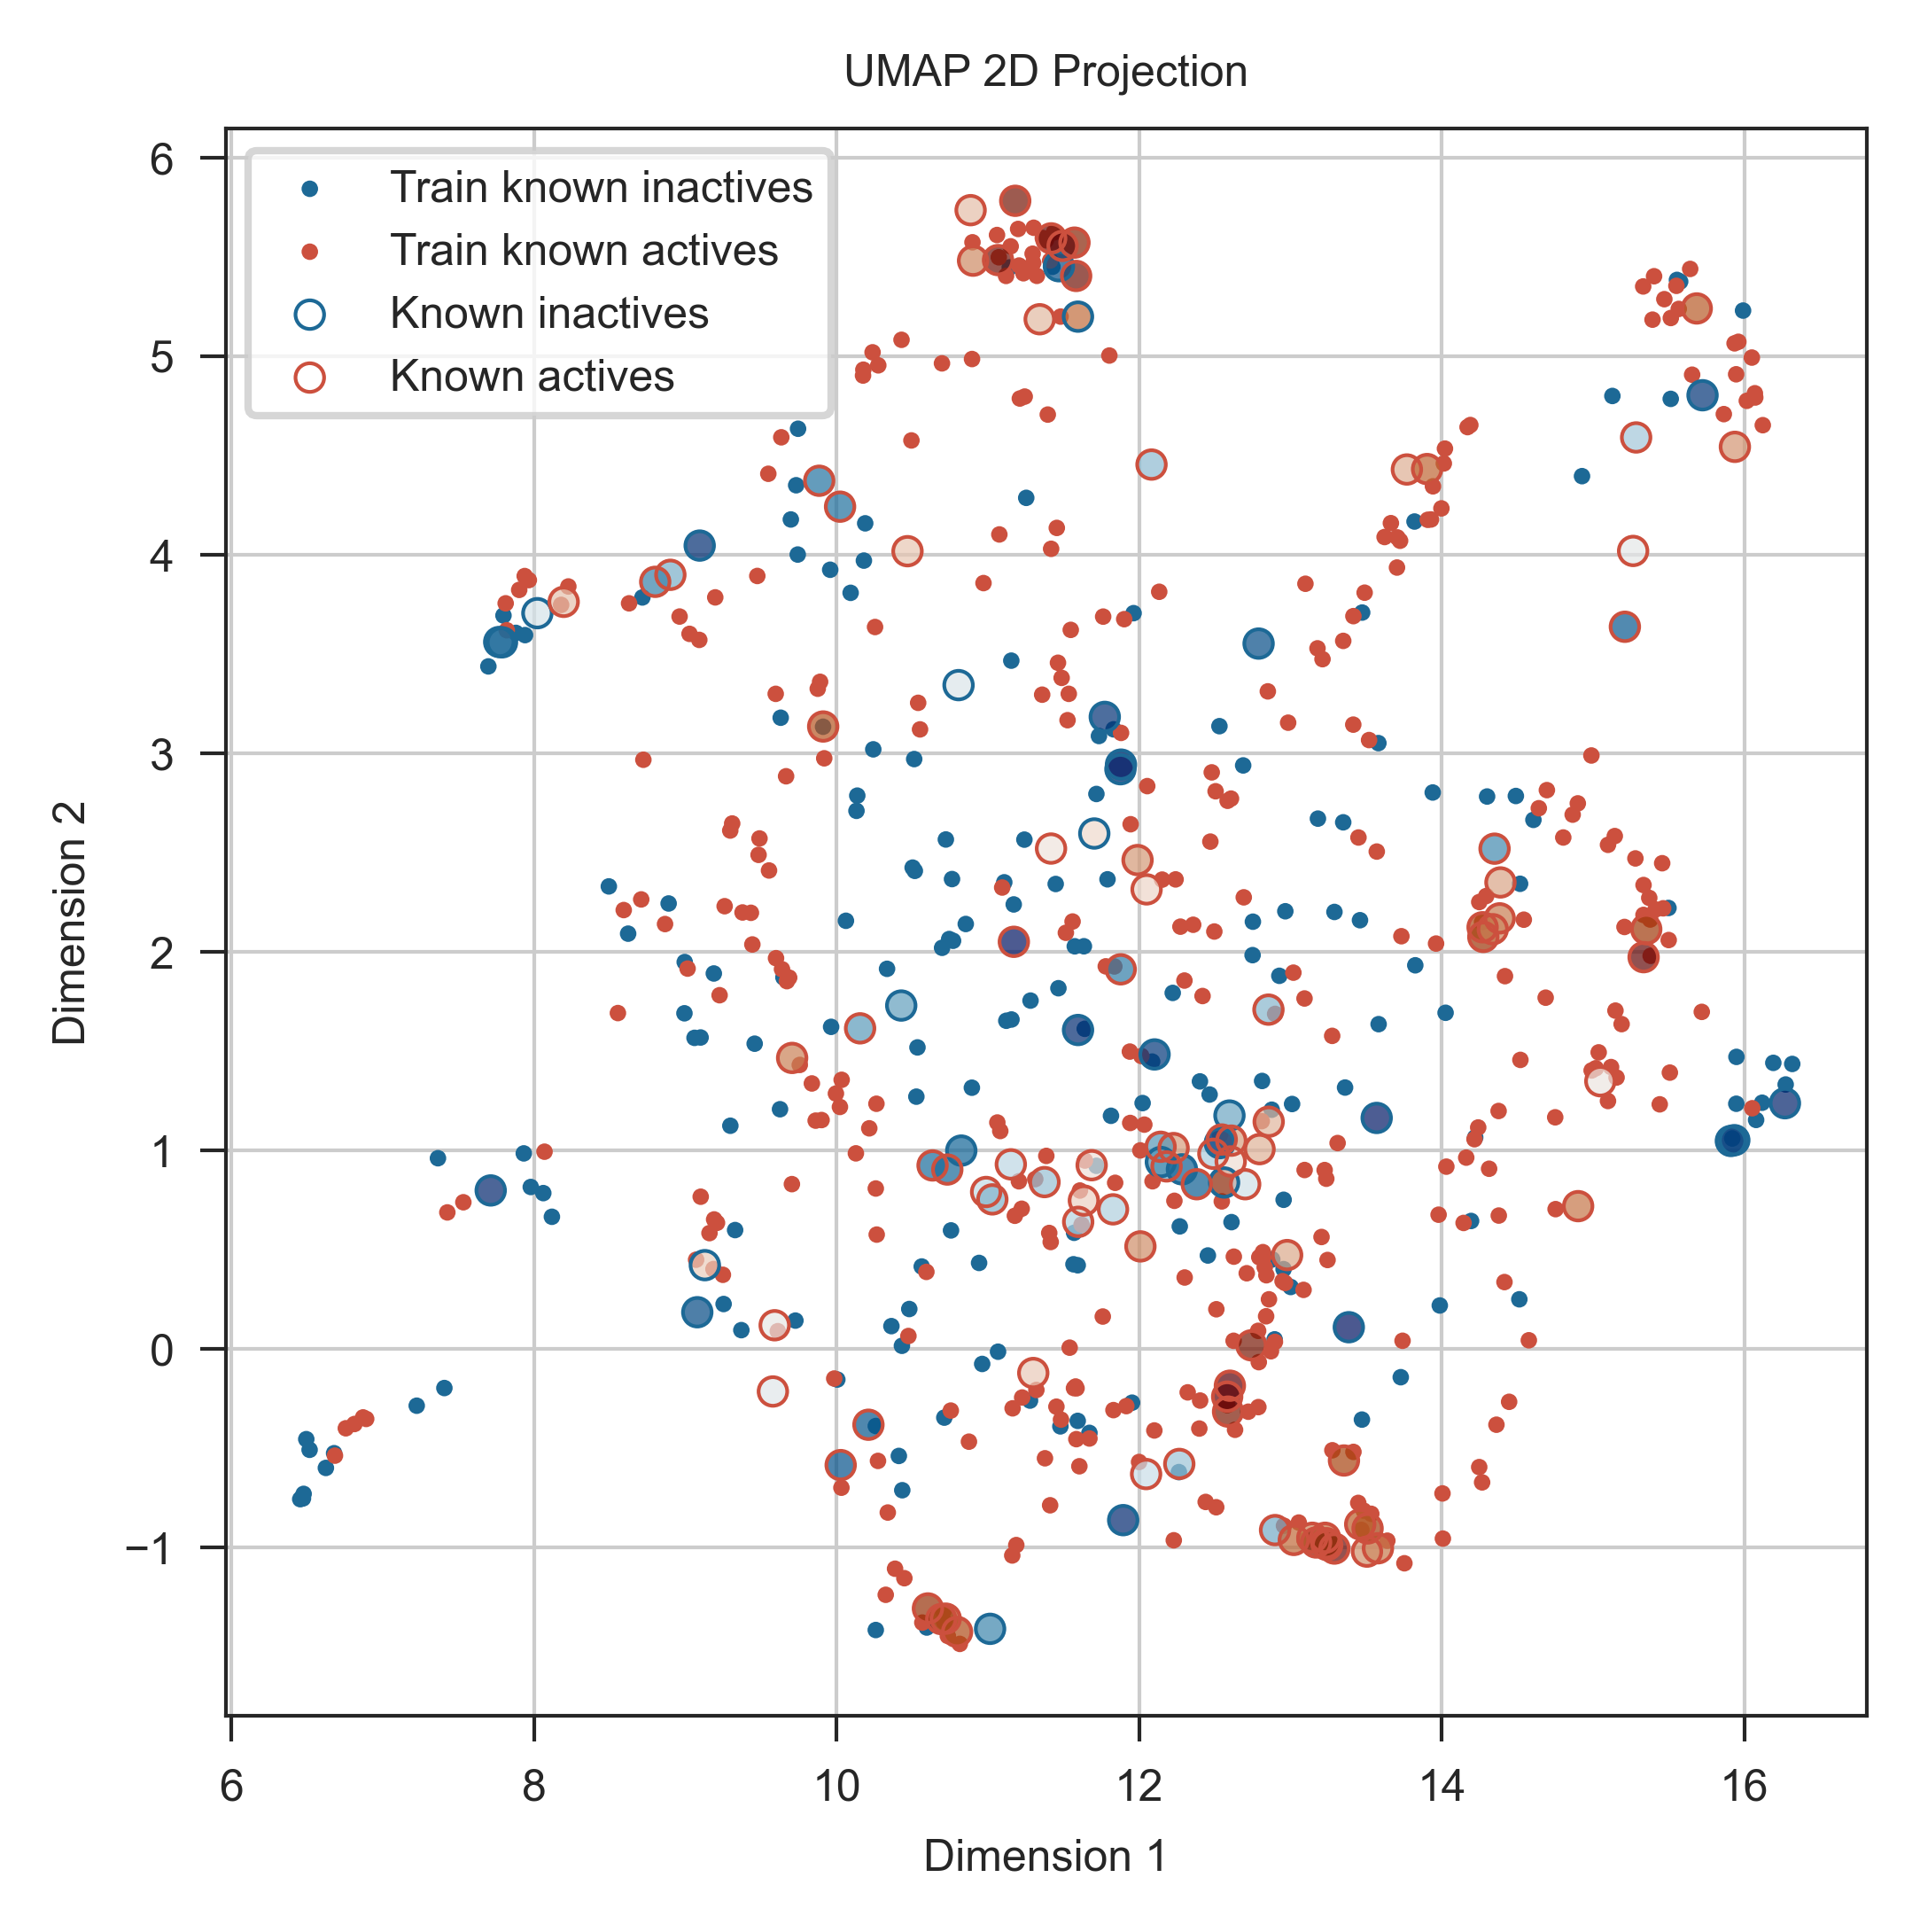 UMAP 2D Projection
Train known inactives
Train known actives
Known inactives
Known actives
6
5
4
3
2
1
0
−1
Dimension 2
6 8 10 12 14 16
Dimension 1